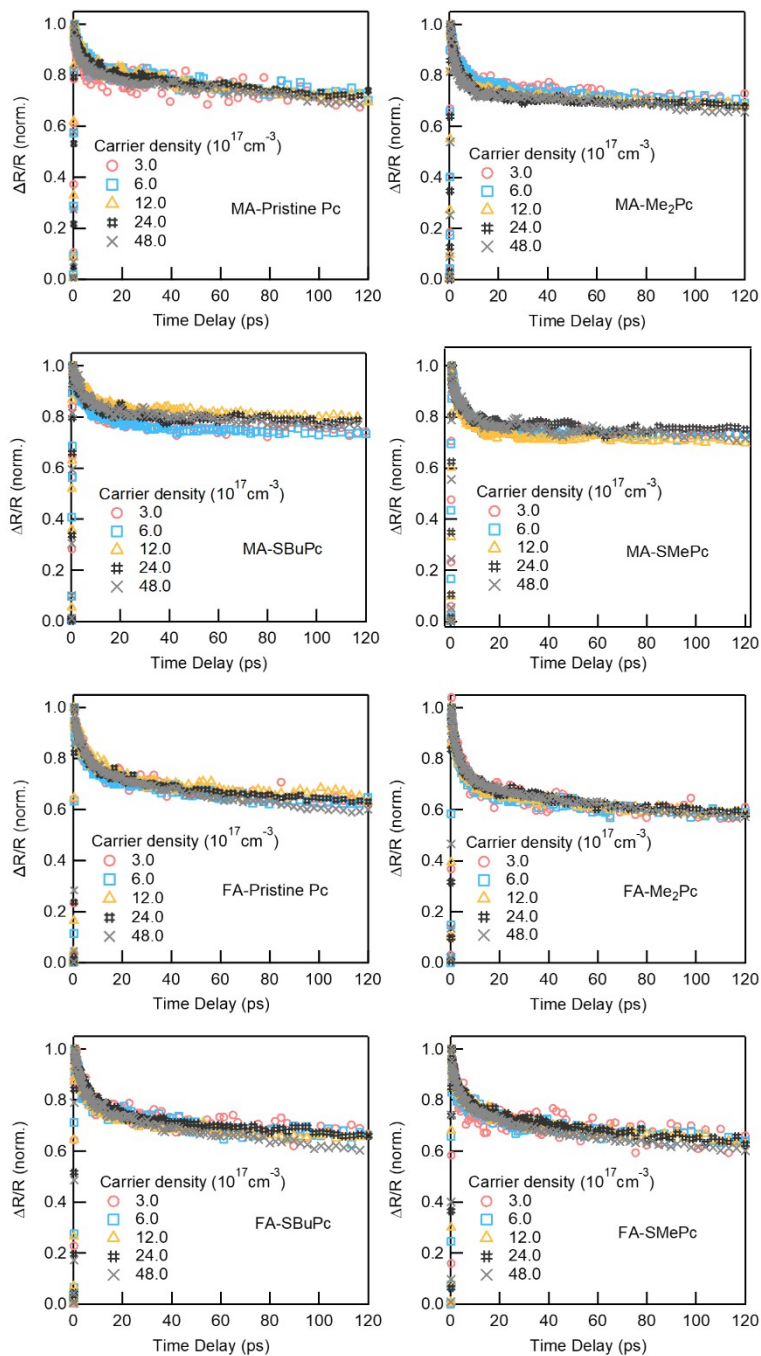 ΔR/R (norm.)
1.0
0.8
0.6
0.4
0.2
0.0
Carrier density (10¹⁷cm⁻³)
3.0
6.0
12.0
24.0
48.0
MA-Pristine Pc
0 20 40 60 80 100 120
Time Delay (ps)
ΔR/R (norm.)
1.0
0.8
0.6
0.4
0.2
0.0
Carrier density (10¹⁷cm⁻³)
3.0
6.0
12.0
24.0
48.0
MA-Me₂Pc
0 20 40 60 80 100 120
Time Delay (ps)
ΔR/R (norm.)
1.0
0.8
0.6
0.4
0.2
0.0
Carrier density (10¹⁷cm⁻³)
3.0
6.0
12.0
24.0
48.0
MA-SBuPc
0 20 40 60 80 100 120
Time Delay (ps)
ΔR/R (norm.)
1.0
0.8
0.6
0.4
0.2
0.0
Carrier density (10¹⁷cm⁻³)
3.0
6.0
12.0
24.0
48.0
MA-SMePc
0 20 40 60 80 100 120
Time Delay (ps)
ΔR/R (norm.)
1.0
0.8
0.6
0.4
0.2
0.0
Carrier density (10¹⁷cm⁻³)
3.0
6.0
12.0
24.0
48.0
FA-Pristine Pc
0 20 40 60 80 100 120
Time Delay (ps)
ΔR/R (norm.)
1.0
0.8
0.6
0.4
0.2
0.0
Carrier density (10¹⁷cm⁻³)
3.0
6.0
12.0
24.0
48.0
FA-Me₂Pc
0 20 40 60 80 100 120
Time Delay (ps)
ΔR/R (norm.)
1.0
0.8
0.6
0.4
0.2
0.0
Carrier density (10¹⁷cm⁻³)
3.0
6.0
12.0
24.0
48.0
FA-SBuPc
0 20 40 60 80 100 120
Time Delay (ps)
ΔR/R (norm.)
1.0
0.8
0.6
0.4
0.2
0.0
Carrier density (10¹⁷cm⁻³)
3.0
6.0
12.0
24.0
48.0
FA-SMePc
0 20 40 60 80 100 120
Time Delay (ps)